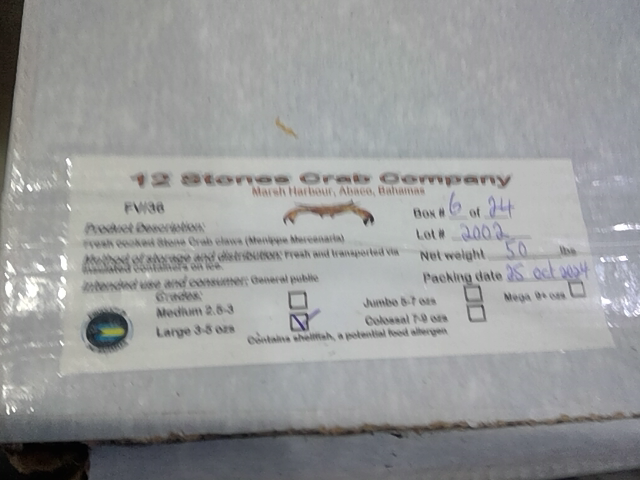 12 Stones Crab Company
Marsh Harbour, Abaco, Bahamas
FV/36
Box # 6 of 24
Lot # 2002
Net weight 50 lbs
Packing date 25 Oct 2024
Product Description:
Fresh cooked Stone Crab claws (Menippe Mercenaria)
Method of storage and distribution: Fresh and transported via
insulated containers on ice.
Intended use and consumer: General public
Grades:
Medium 2.5-3
Large 3-5 ozs
Jumbo 5-7 ozs
Colossal 7-9 ozs
Mega 9+ ozs
Contains shellfish, a potential food allergen